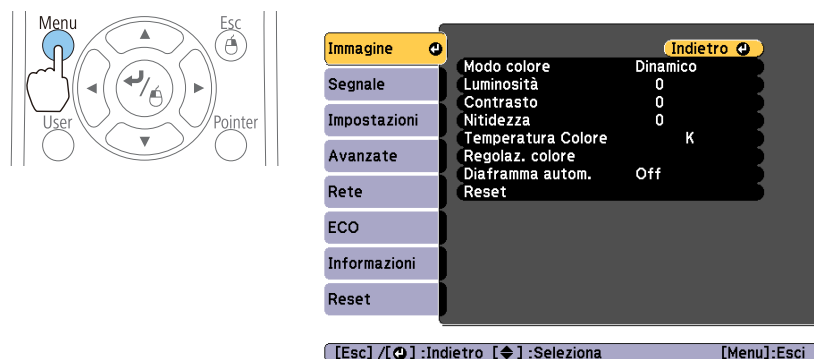 Menu
Esc
User
Pointer
Immagine
Segnale
Impostazioni
Avanzate
Rete
ECO
Informazioni
Reset
Indietro
Modo colore Dinamico
Luminosità 0
Contrasto 0
Nitidezza 0
Temperatura Colore K
Regolaz. colore
Diaframma autom. Off
Reset
[Esc] /[ ] :Indietro [ ] :Seleziona [Menu]:Esci